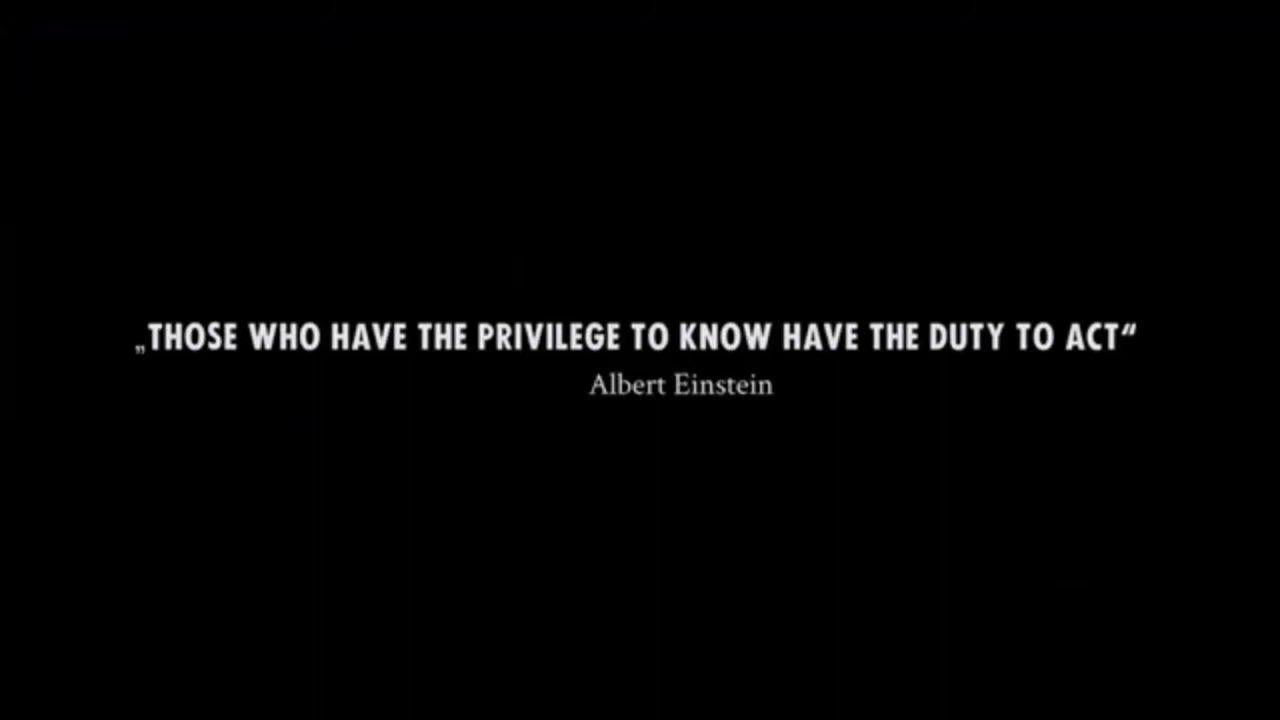 „THOSE WHO HAVE THE PRIVILEGE TO KNOW HAVE THE DUTY TO ACT“
Albert Einstein